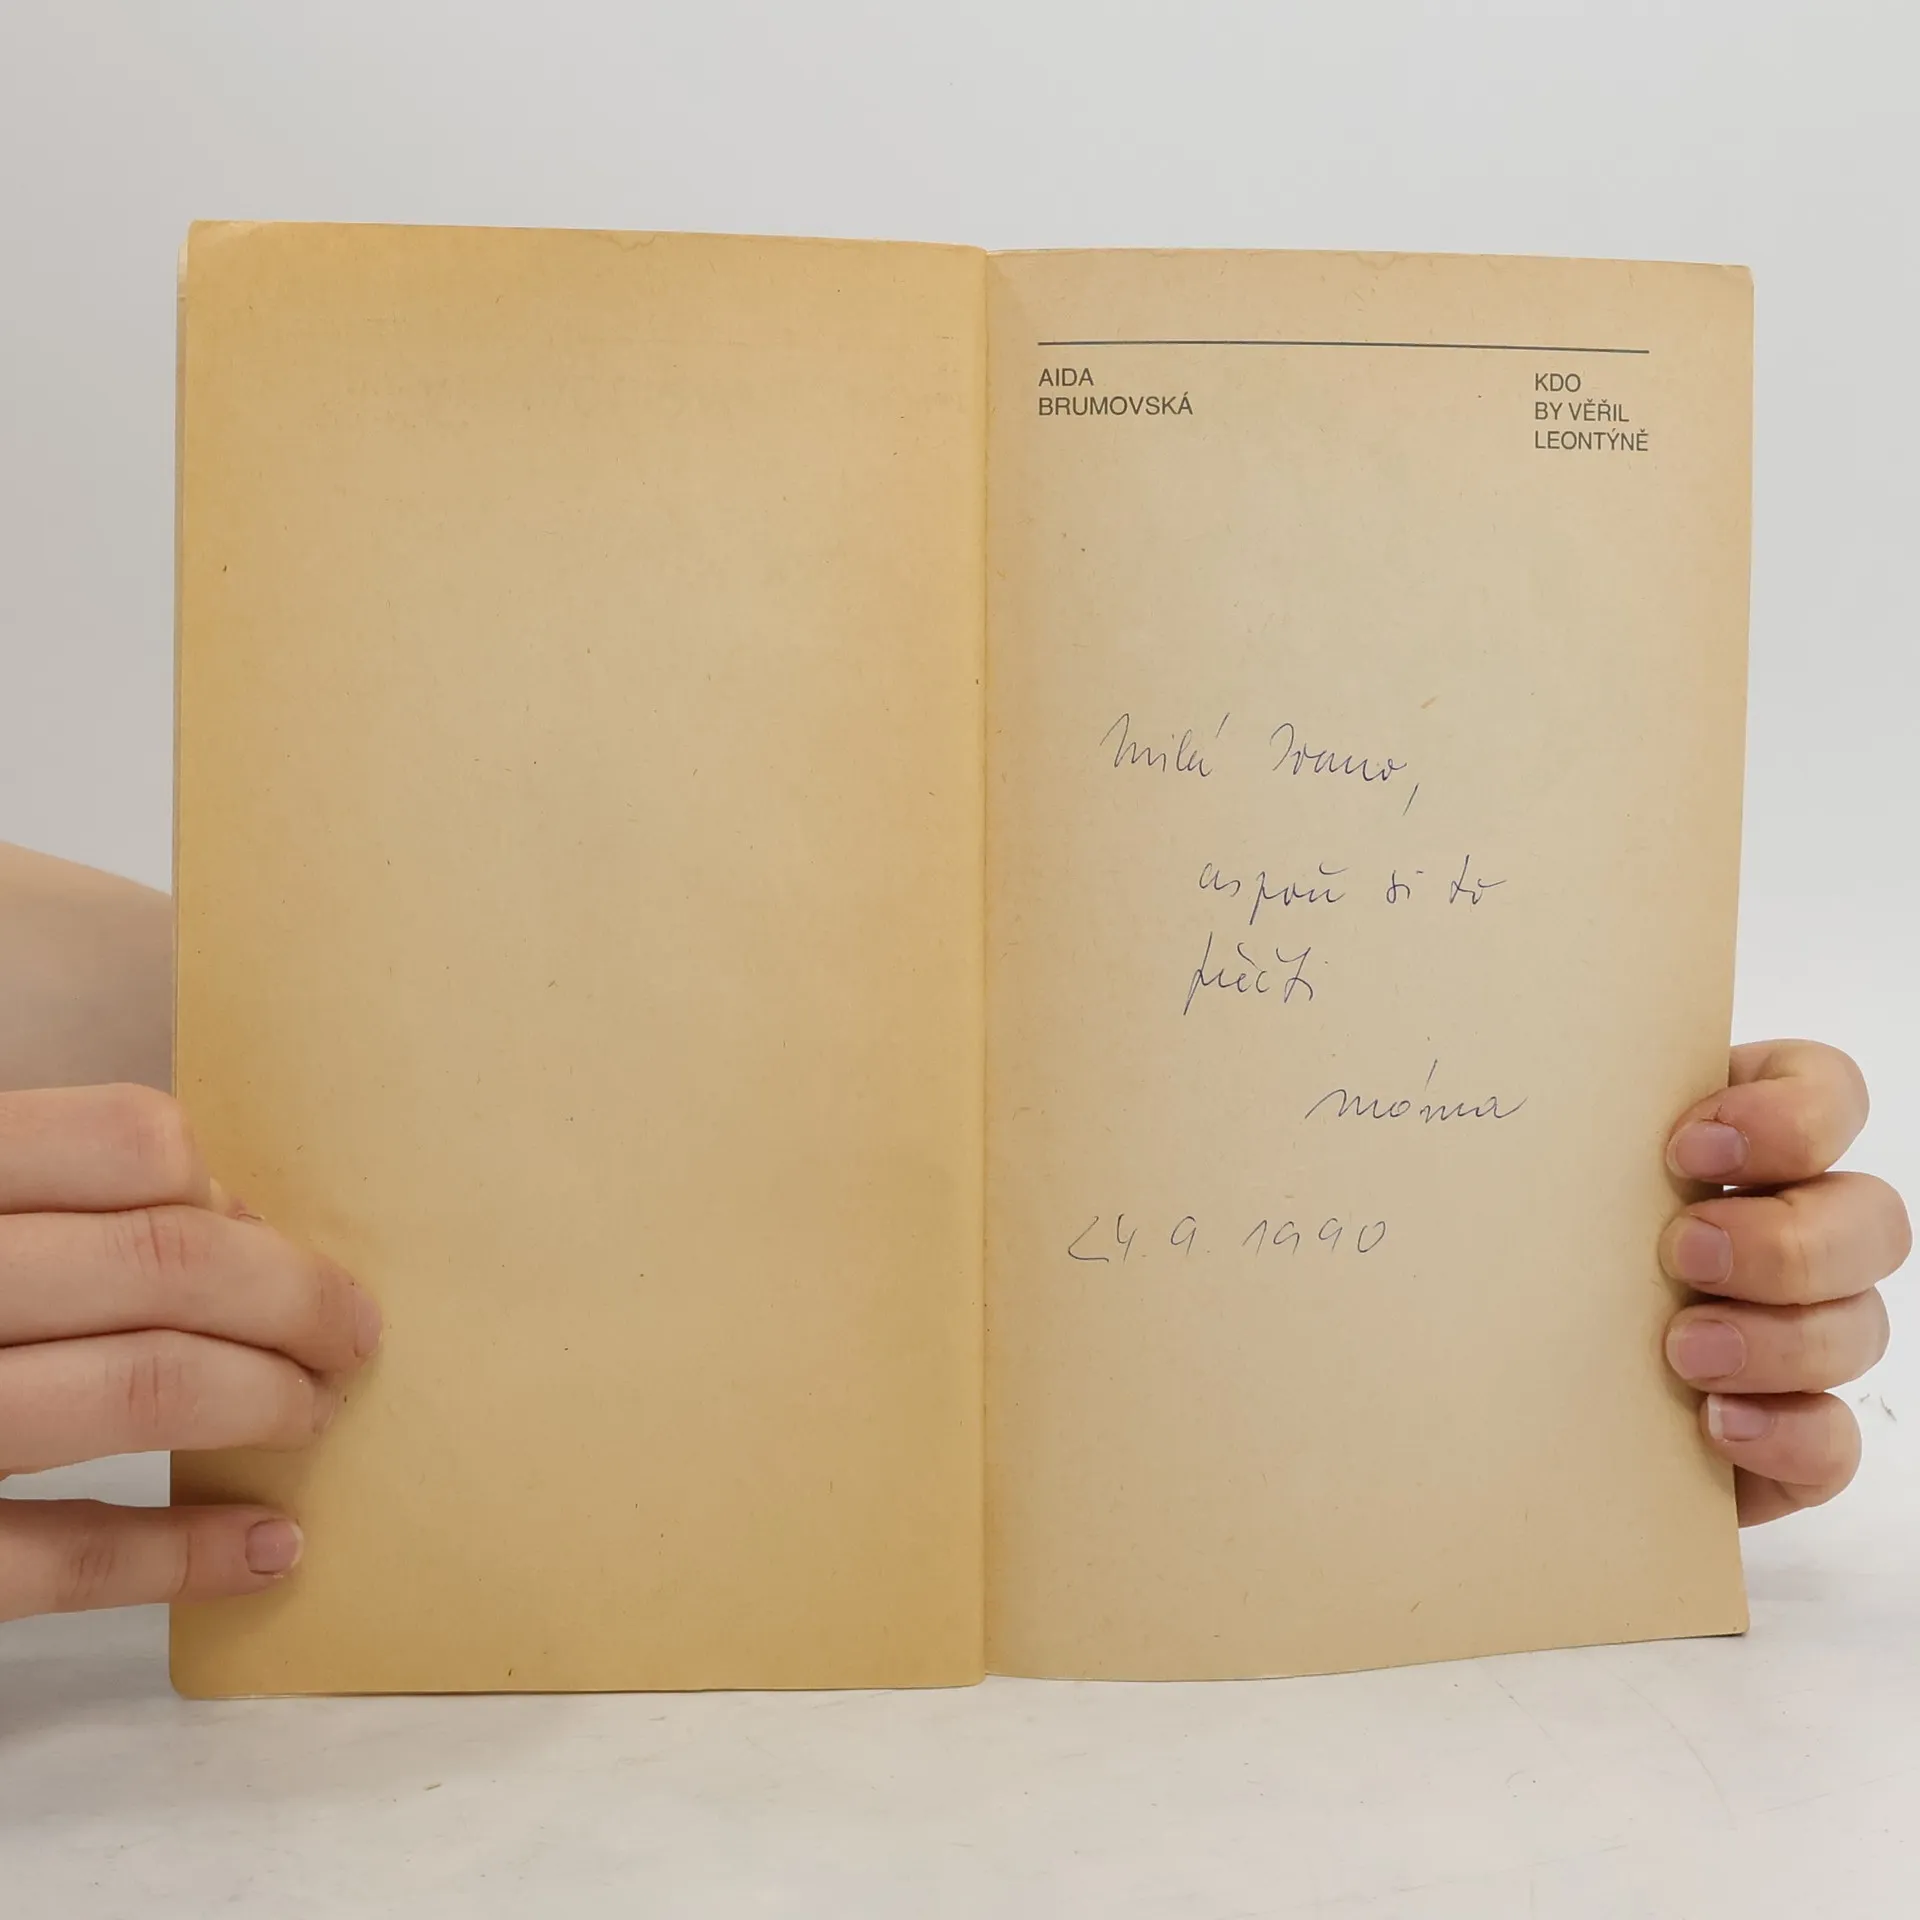 AIDA
BRUMOVSKÁ
KDO
BY VĚŘIL
LEONTÝNĚ
Milá Ivano,
aspoň si to
přečti
máma
24. 9. 1990